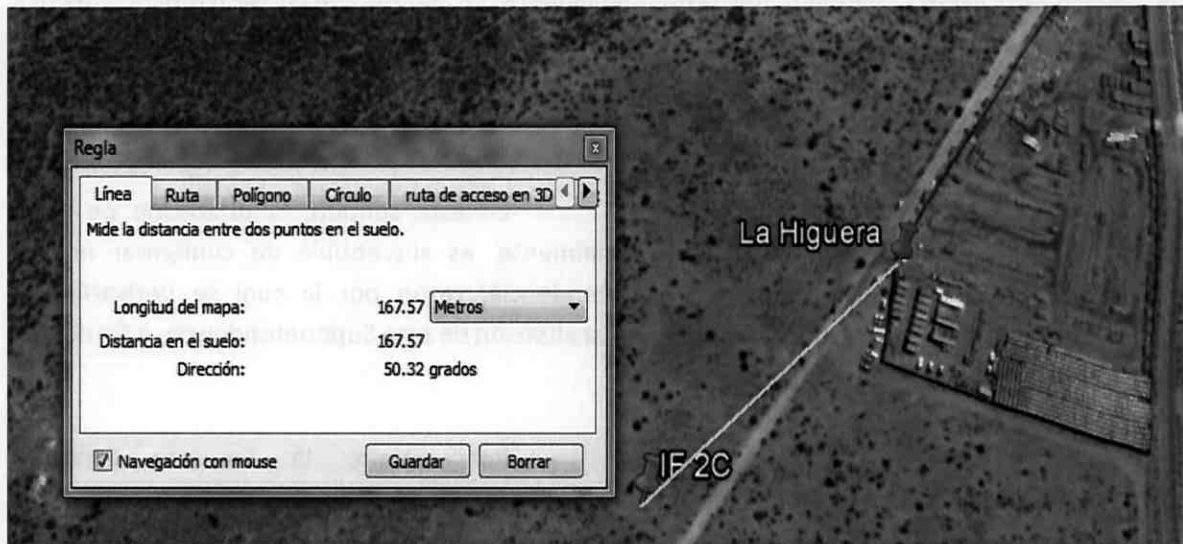 Regla
Línea Ruta Polígono Círculo ruta de acceso en 3D
Mide la distancia entre dos puntos en el suelo.
Longitud del mapa: 167.57 Metros
Distancia en el suelo: 167.57
Dirección: 50.32 grados
Navegación con mouse Guardar Borrar
La Higuera
IF 2C